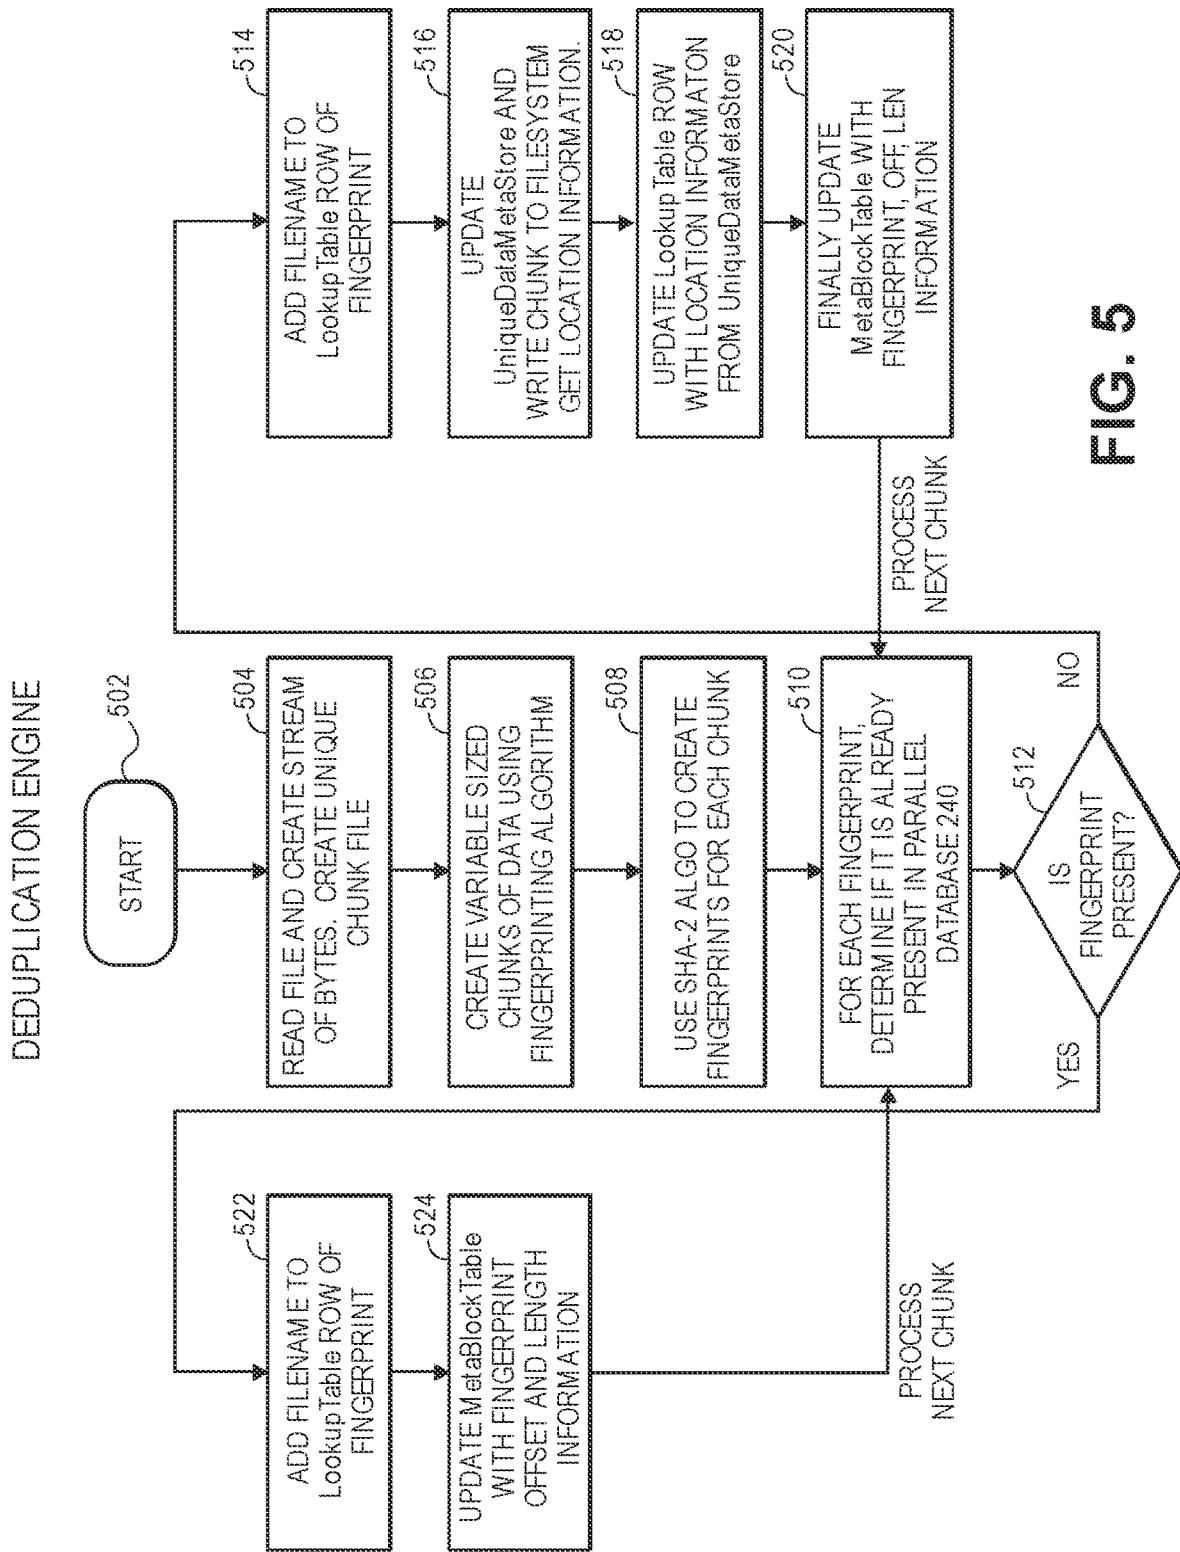 DEDUPLICATION ENGINE
START
502
READ FILE AND CREATE STREAM
OF BYTES. CREATE UNIQUE
CHUNK FILE
504
CREATE VARIABLE SIZED
CHUNKS OF DATA USING
FINGERPRINTING ALGORITHM
506
USE SHA-2 ALGO TO CREATE
FINGERPRINTS FOR EACH CHUNK
508
FOR EACH FINGERPRINT,
DETERMINE IF IT IS ALREADY
PRESENT IN PARALLEL
DATABASE 240
510
IS
FINGERPRINT
PRESENT?
512
YES
NO
ADD FILENAME TO
LookupTable ROW OF
FINGERPRINT
522
UPDATE MetaBlockTable
WITH FINGERPRINT
OFFSET AND LENGTH
INFORMATION
524
PROCESS
NEXT CHUNK
ADD FILENAME TO
LookupTable ROW OF
FINGERPRINT
514
UPDATE
UniqueDataMetaStore AND
WRITE CHUNK TO FILESYSTEM
GET LOCATION INFORMATION.
516
UPDATE LookupTable ROW
WITH LOCATION INFORMATON
FROM UniqueDataMetaStore
518
FINALLY UPDATE
MetaBlockTable WITH
FINGERPRINT, OFF, LEN
INFORMATION
520
PROCESS
NEXT CHUNK
FIG. 5